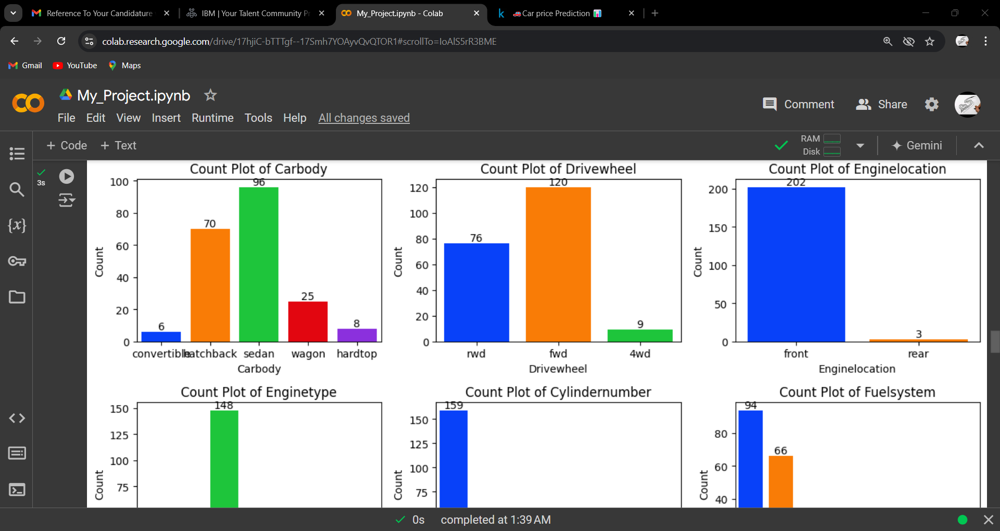 Reference To Your Candidature
IBM | Your Talent Community Pr
My_Project.ipynb - Colab
k 🚗Car price Prediction 📊
colab.research.google.com/drive/17hjiC-bTTTgf--17Smh7YOAyvQvQTOR1#scrollTo=IoAlS5rR3BME
Gmail YouTube Maps
My_Project.ipynb
File Edit View Insert Runtime Tools Help All changes saved
Comment Share
+ Code + Text
RAM
Disk
Gemini
3s
{x}
Count Plot of Carbody
100
80
60
40
20
0
Count
6
70
96
25
8
convertible hatchback sedan wagon hardtop
Carbody
Count Plot of Drivewheel
120
100
80
60
40
20
0
Count
76
120
9
rwd fwd 4wd
Drivewheel
Count Plot of Enginelocation
200
150
100
50
0
Count
202
3
front rear
Enginelocation
Count Plot of Enginetype
150
125
100
75
Count
148
Count Plot of Cylindernumber
150
125
100
75
Count
159
Count Plot of Fuelsystem
80
60
40
Count
94
66
0s completed at 1:39 AM